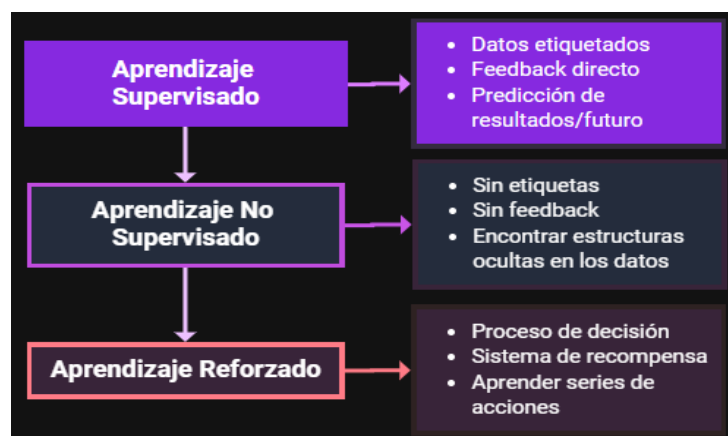 Aprendizaje
Supervisado
• Datos etiquetados
• Feedback directo
• Predicción de
resultados/futuro
Aprendizaje No
Supervisado
• Sin etiquetas
• Sin feedback
• Encontrar estructuras
ocultas en los datos
Aprendizaje Reforzado
• Proceso de decisión
• Sistema de recompensa
• Aprender series de
acciones